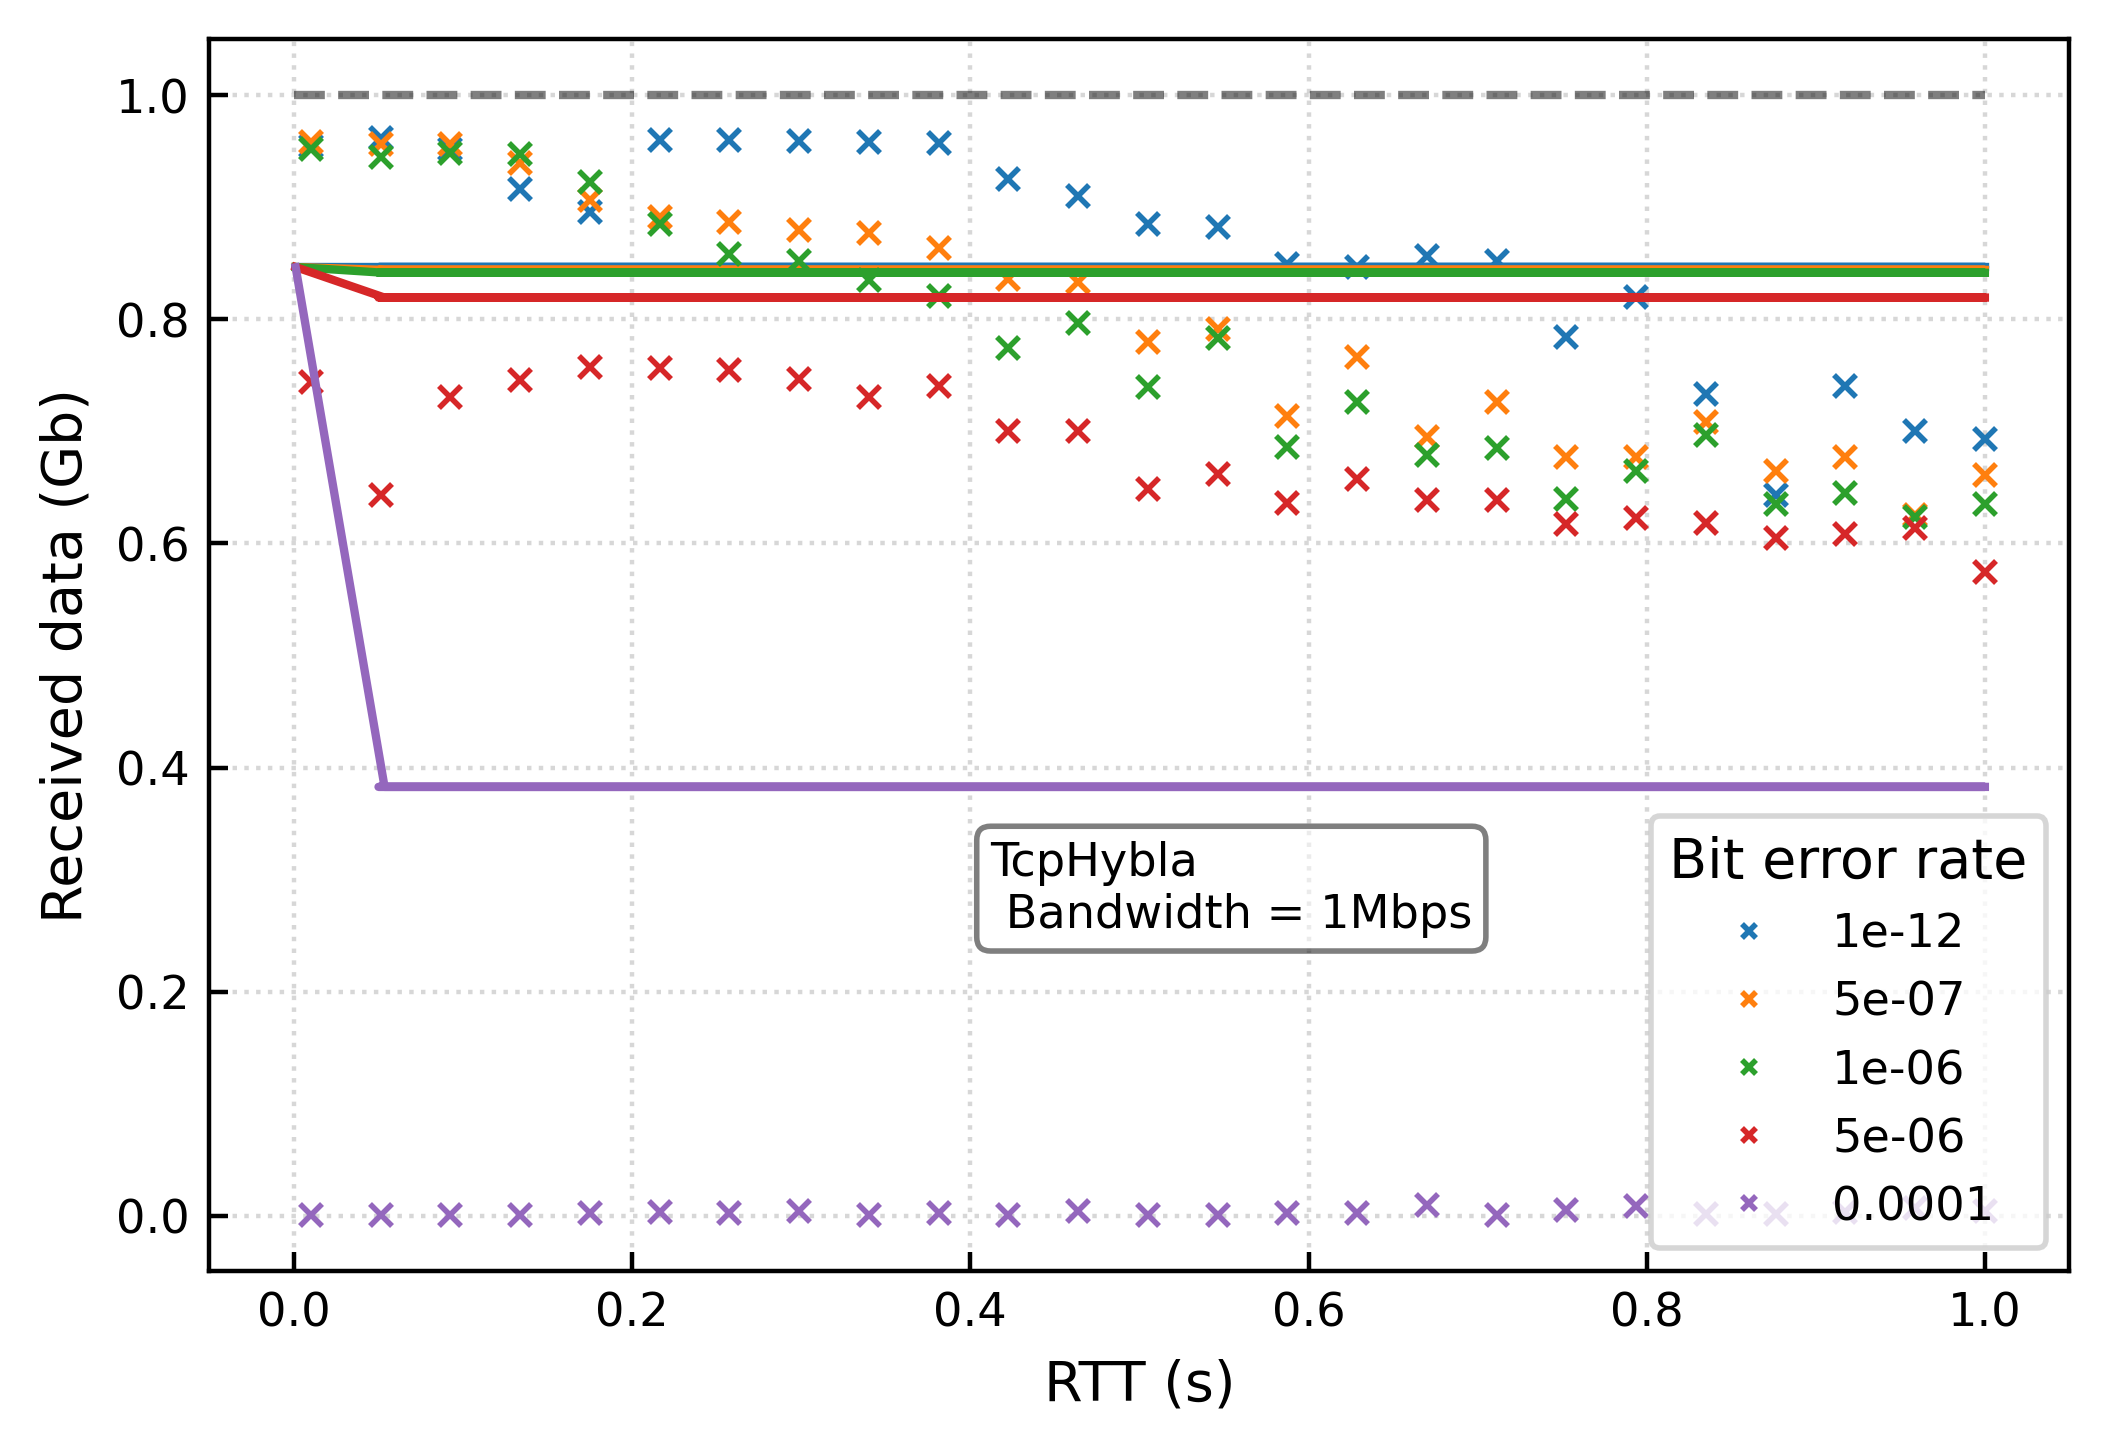 1.0
0.8
0.6
0.4
0.2
0.0
Received data (Gb)
TcpHybla
Bandwidth = 1Mbps
Bit error rate
1e-12
5e-07
1e-06
5e-06
0.0001
0.0 0.2 0.4 0.6 0.8 1.0
RTT (s)